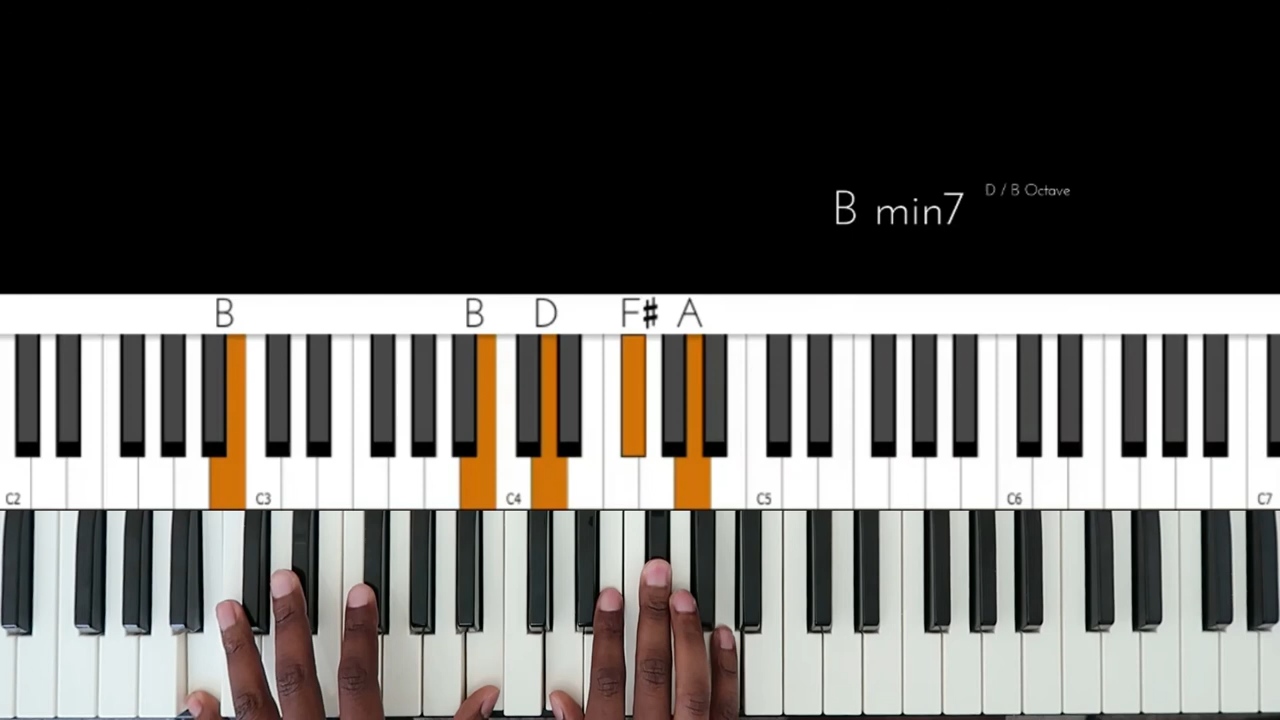 D / B Octave
B min7
B B D F♯ A
C2 C3 C4 C5 C6 C7